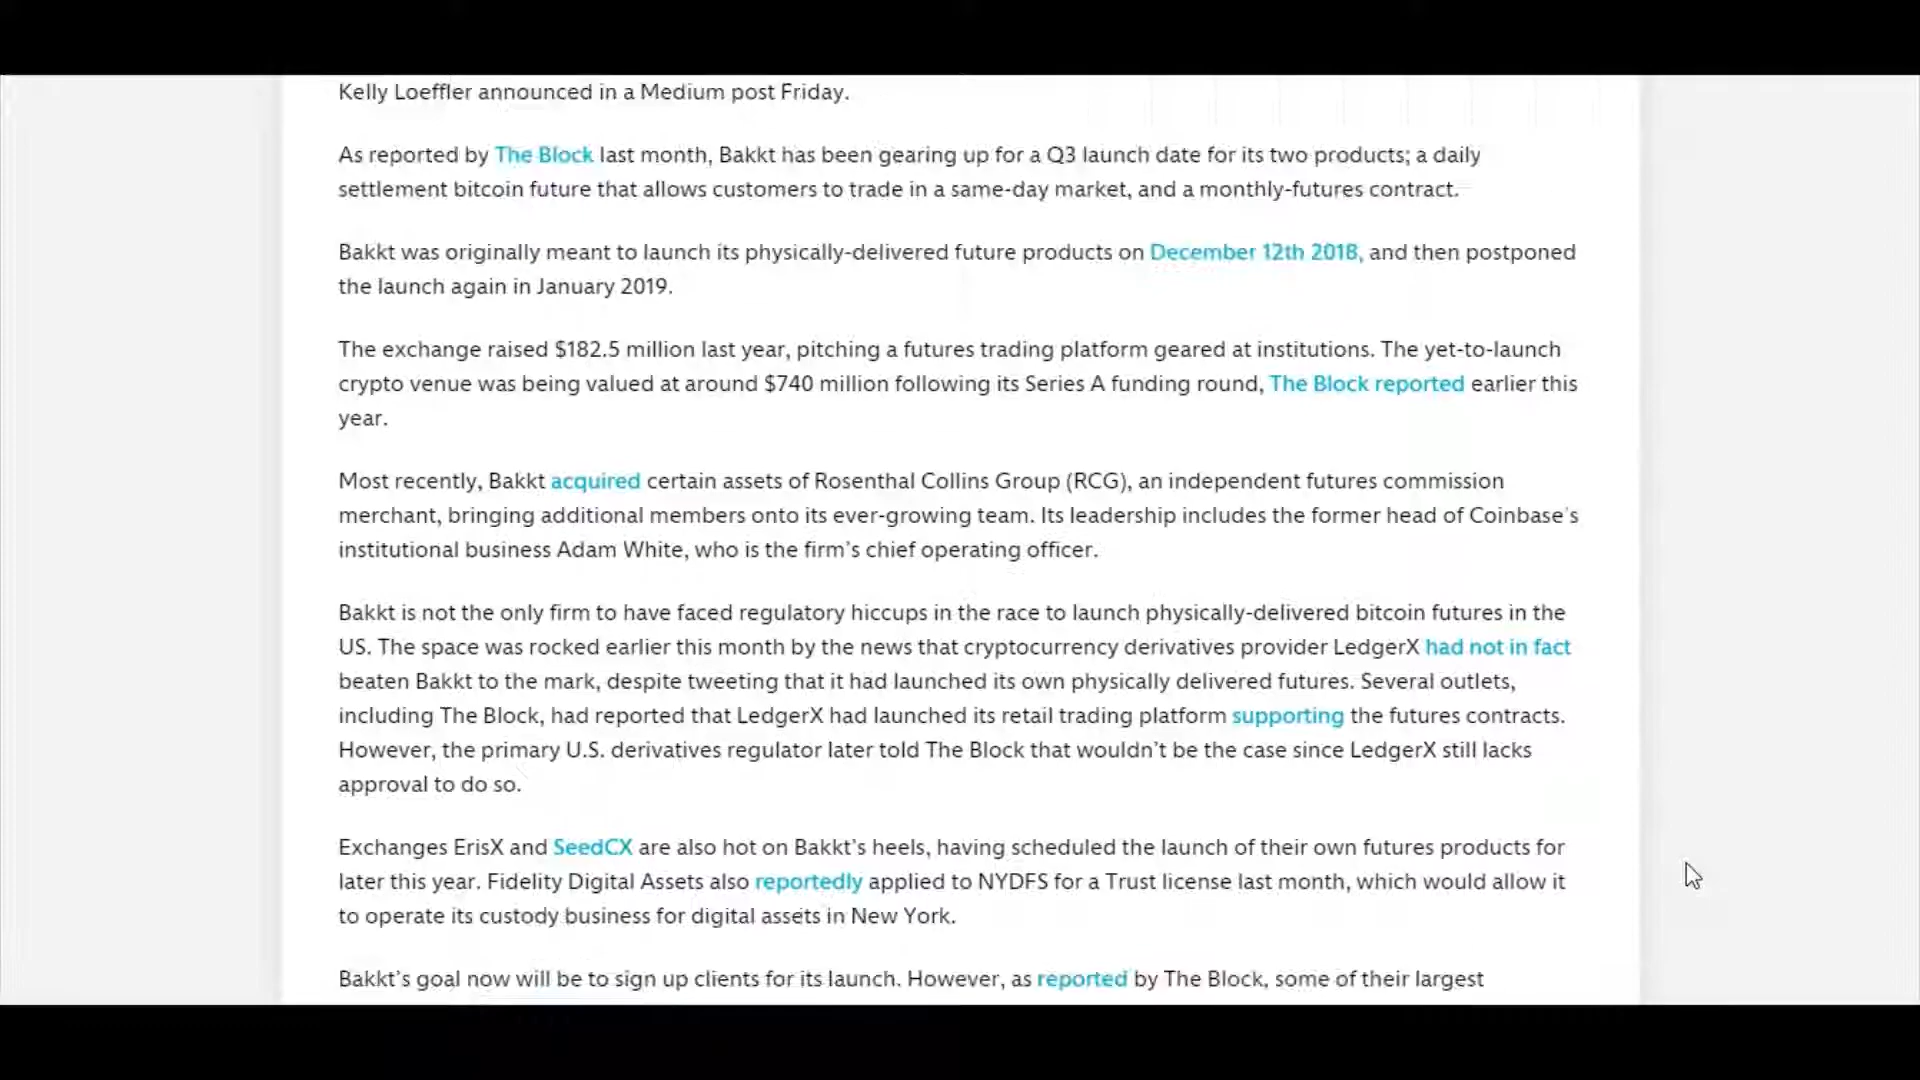 Kelly Loeffler announced in a Medium post Friday.
As reported by The Block last month, Bakkt has been gearing up for a Q3 launch date for its two products; a daily
settlement bitcoin future that allows customers to trade in a same-day market, and a monthly-futures contract.
Bakkt was originally meant to launch its physically-delivered future products on December 12th 2018, and then postponed
the launch again in January 2019.
The exchange raised $182.5 million last year, pitching a futures trading platform geared at institutions. The yet-to-launch
crypto venue was being valued at around $740 million following its Series A funding round, The Block reported earlier this
year.
Most recently, Bakkt acquired certain assets of Rosenthal Collins Group (RCG), an independent futures commission
merchant, bringing additional members onto its ever-growing team. Its leadership includes the former head of Coinbase's
institutional business Adam White, who is the firm's chief operating officer.
Bakkt is not the only firm to have faced regulatory hiccups in the race to launch physically-delivered bitcoin futures in the
US. The space was rocked earlier this month by the news that cryptocurrency derivatives provider LedgerX had not in fact
beaten Bakkt to the mark, despite tweeting that it had launched its own physically delivered futures. Several outlets,
including The Block, had reported that LedgerX had launched its retail trading platform supporting the futures contracts.
However, the primary U.S. derivatives regulator later told The Block that wouldn't be the case since LedgerX still lacks
approval to do so.
Exchanges ErisX and SeedCX are also hot on Bakkt's heels, having scheduled the launch of their own futures products for
later this year. Fidelity Digital Assets also reportedly applied to NYDFS for a Trust license last month, which would allow it
to operate its custody business for digital assets in New York.
Bakkt's goal now will be to sign up clients for its launch. However, as reported by The Block, some of their largest